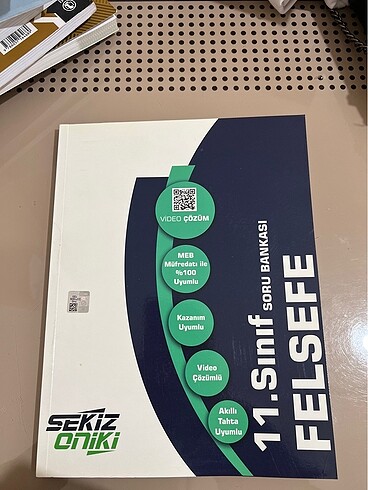 VIDEO ÇÖZÜM
MEB
Müfredatı ile
%100
Uyumlu
Kazanım
Uyumlu
Video
Çözümlü
Akıllı
Tahta
Uyumlu
11.Sınıf SORU BANKASI
FELSEFE
SEKİZ
ONİKİ